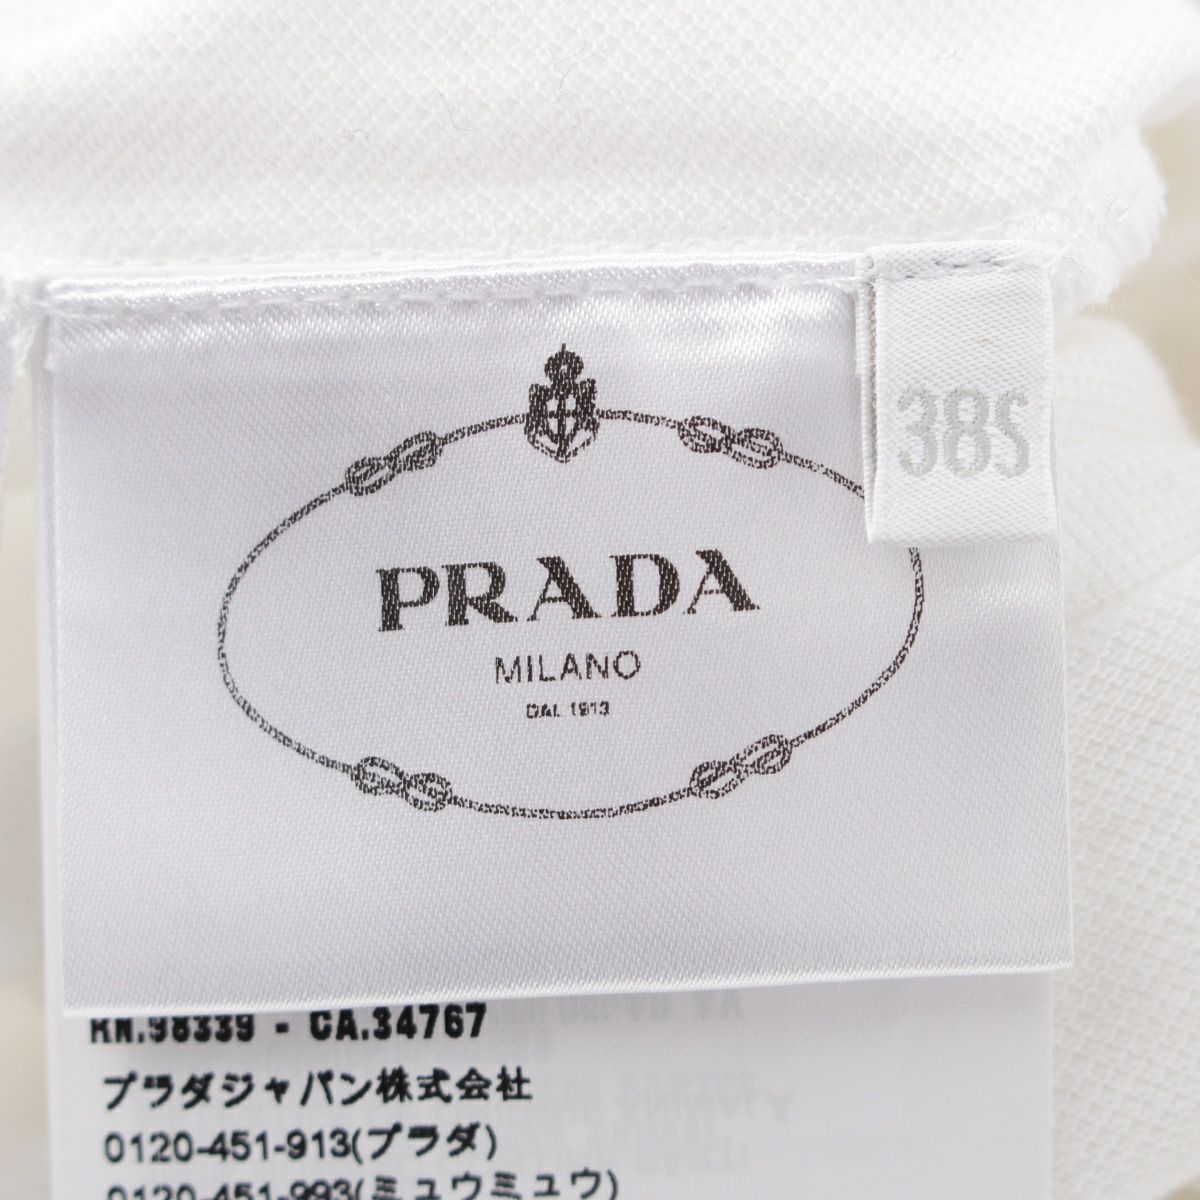 38S
PRADA
MILANO
DAL 1913
RN.98339 - CA.34767
プラダジャパン株式会社
0120-451-913(プラダ)
0120-451-993(ミュウミュウ)